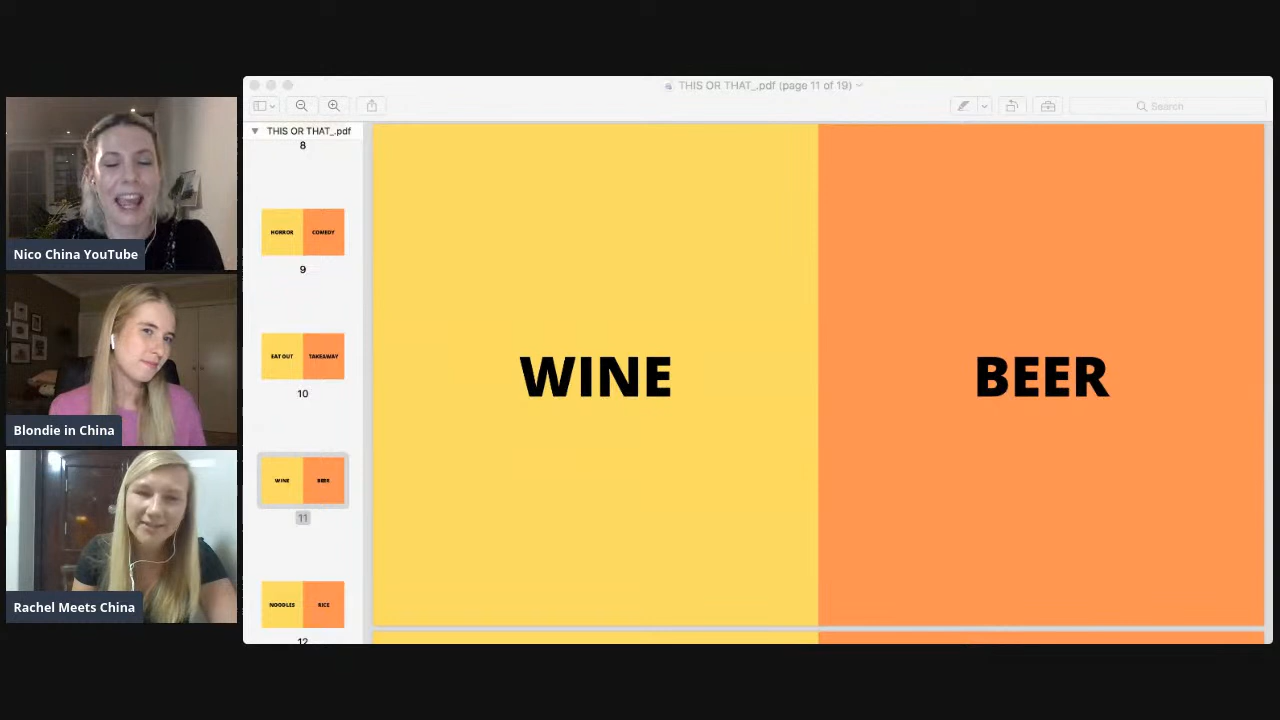 THIS OR THAT_.pdf (page 11 of 19)
Search
THIS OR THAT_.pdf
8
HORROR COMEDY
9
EAT OUT TAKEAWAY
10
WINE BEER
11
NOODLES RICE
12
WINE BEER
Nico China YouTube
Blondie in China
Rachel Meets China